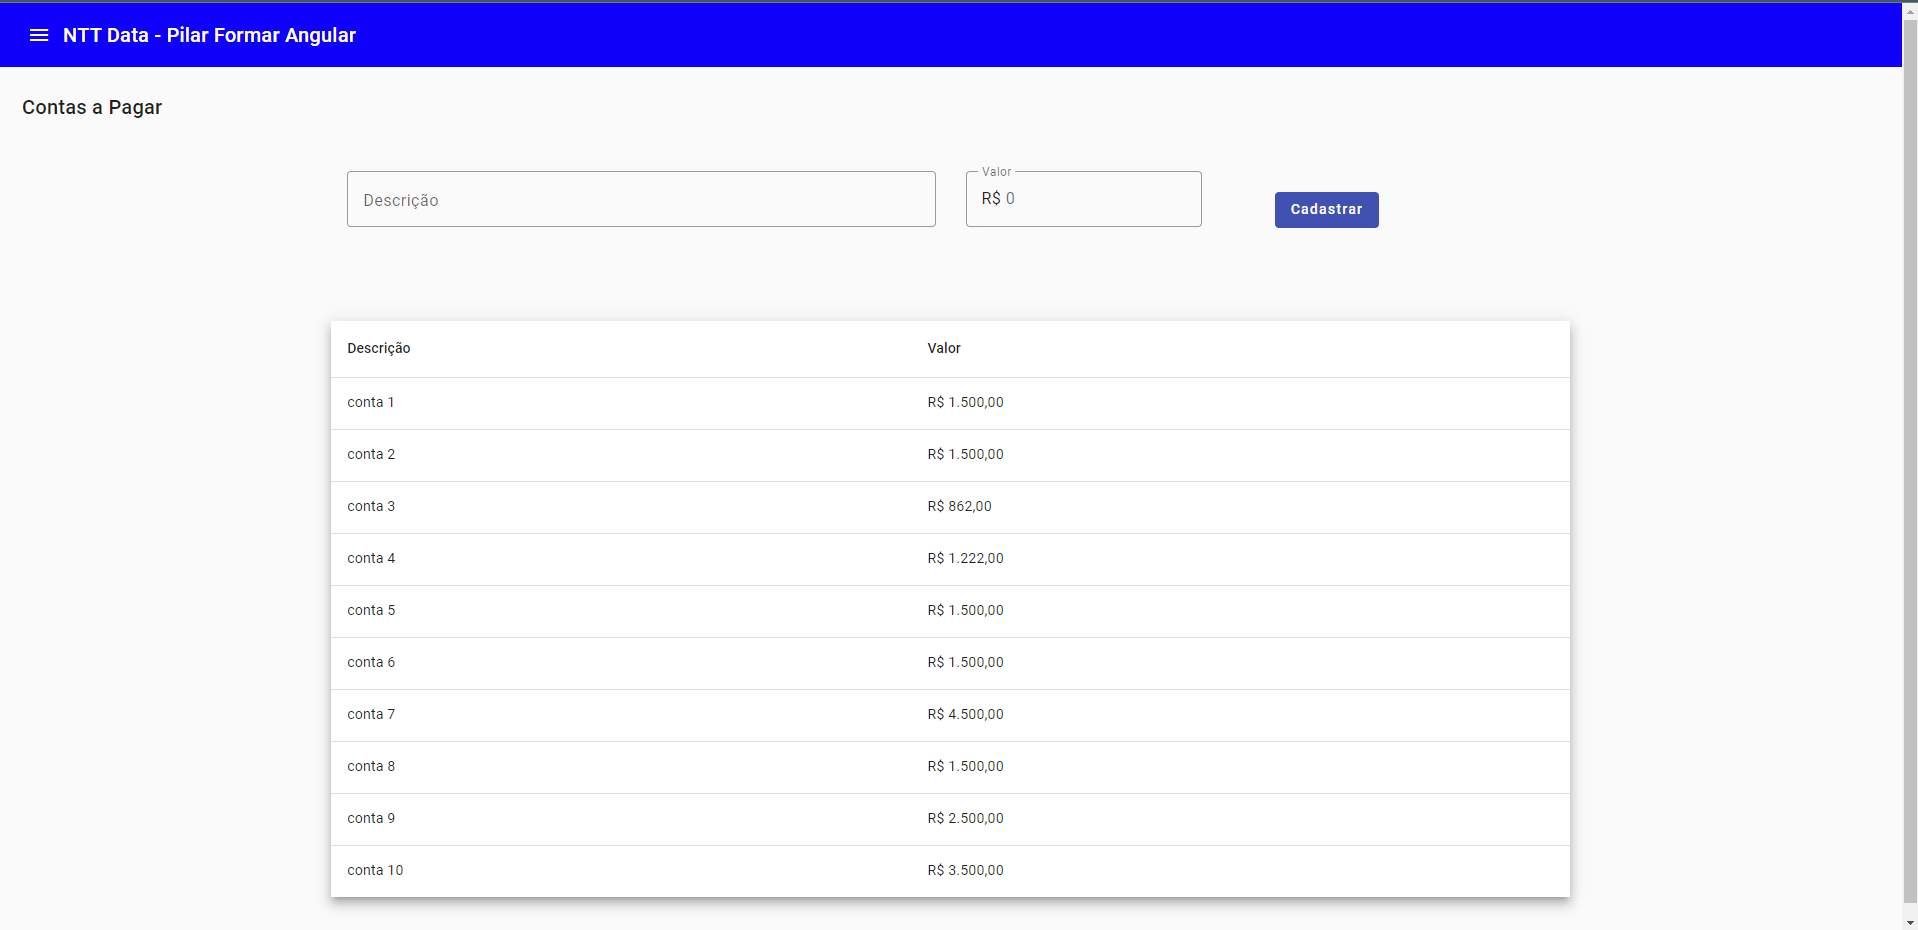 NTT Data - Pilar Formar Angular
Contas a Pagar
Descrição
Valor
R$ 0
Cadastrar
Descrição Valor
conta 1 R$ 1.500,00
conta 2 R$ 1.500,00
conta 3 R$ 862,00
conta 4 R$ 1.222,00
conta 5 R$ 1.500,00
conta 6 R$ 1.500,00
conta 7 R$ 4.500,00
conta 8 R$ 1.500,00
conta 9 R$ 2.500,00
conta 10 R$ 3.500,00